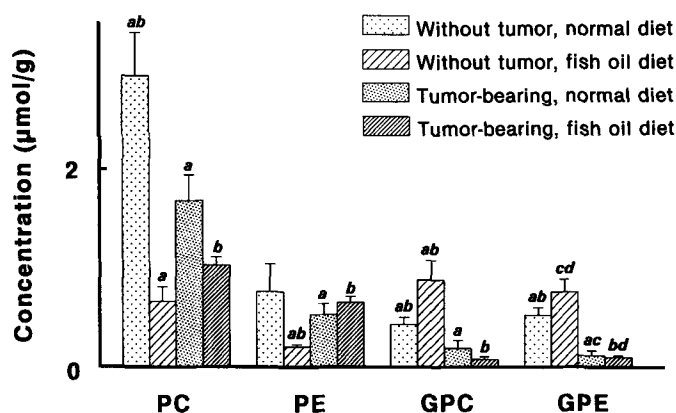 ab
Without tumor, normal diet
Without tumor, fish oil diet
Tumor-bearing, normal diet
Tumor-bearing, fish oil diet
Concentration (μmol/g)
2
0
a
a
b
ab
a
b
ab
ab
a
b
ab
cd
ac
bd
PC
PE
GPC
GPE